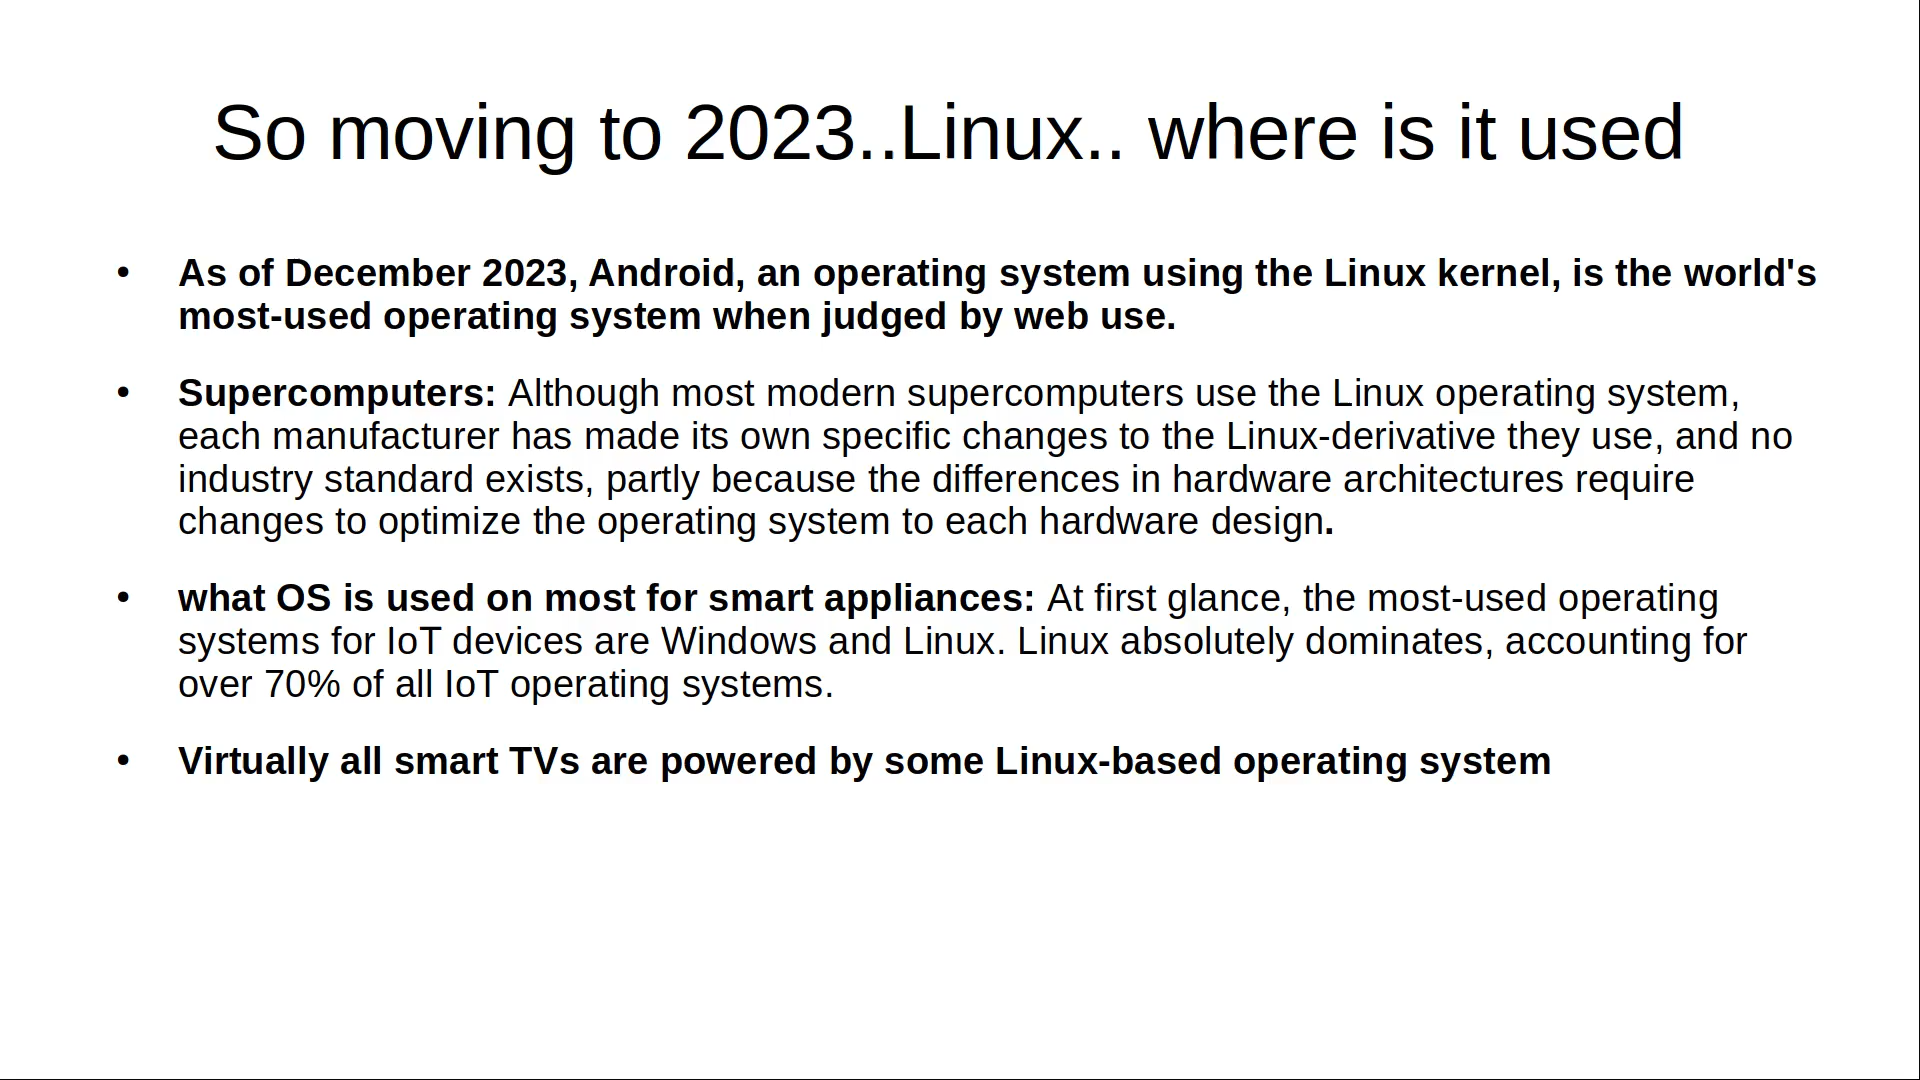 So moving to 2023..Linux.. where is it used
• As of December 2023, Android, an operating system using the Linux kernel, is the world's
most-used operating system when judged by web use.
• Supercomputers: Although most modern supercomputers use the Linux operating system,
each manufacturer has made its own specific changes to the Linux-derivative they use, and no
industry standard exists, partly because the differences in hardware architectures require
changes to optimize the operating system to each hardware design.
• what OS is used on most for smart appliances: At first glance, the most-used operating
systems for IoT devices are Windows and Linux. Linux absolutely dominates, accounting for
over 70% of all IoT operating systems.
• Virtually all smart TVs are powered by some Linux-based operating system